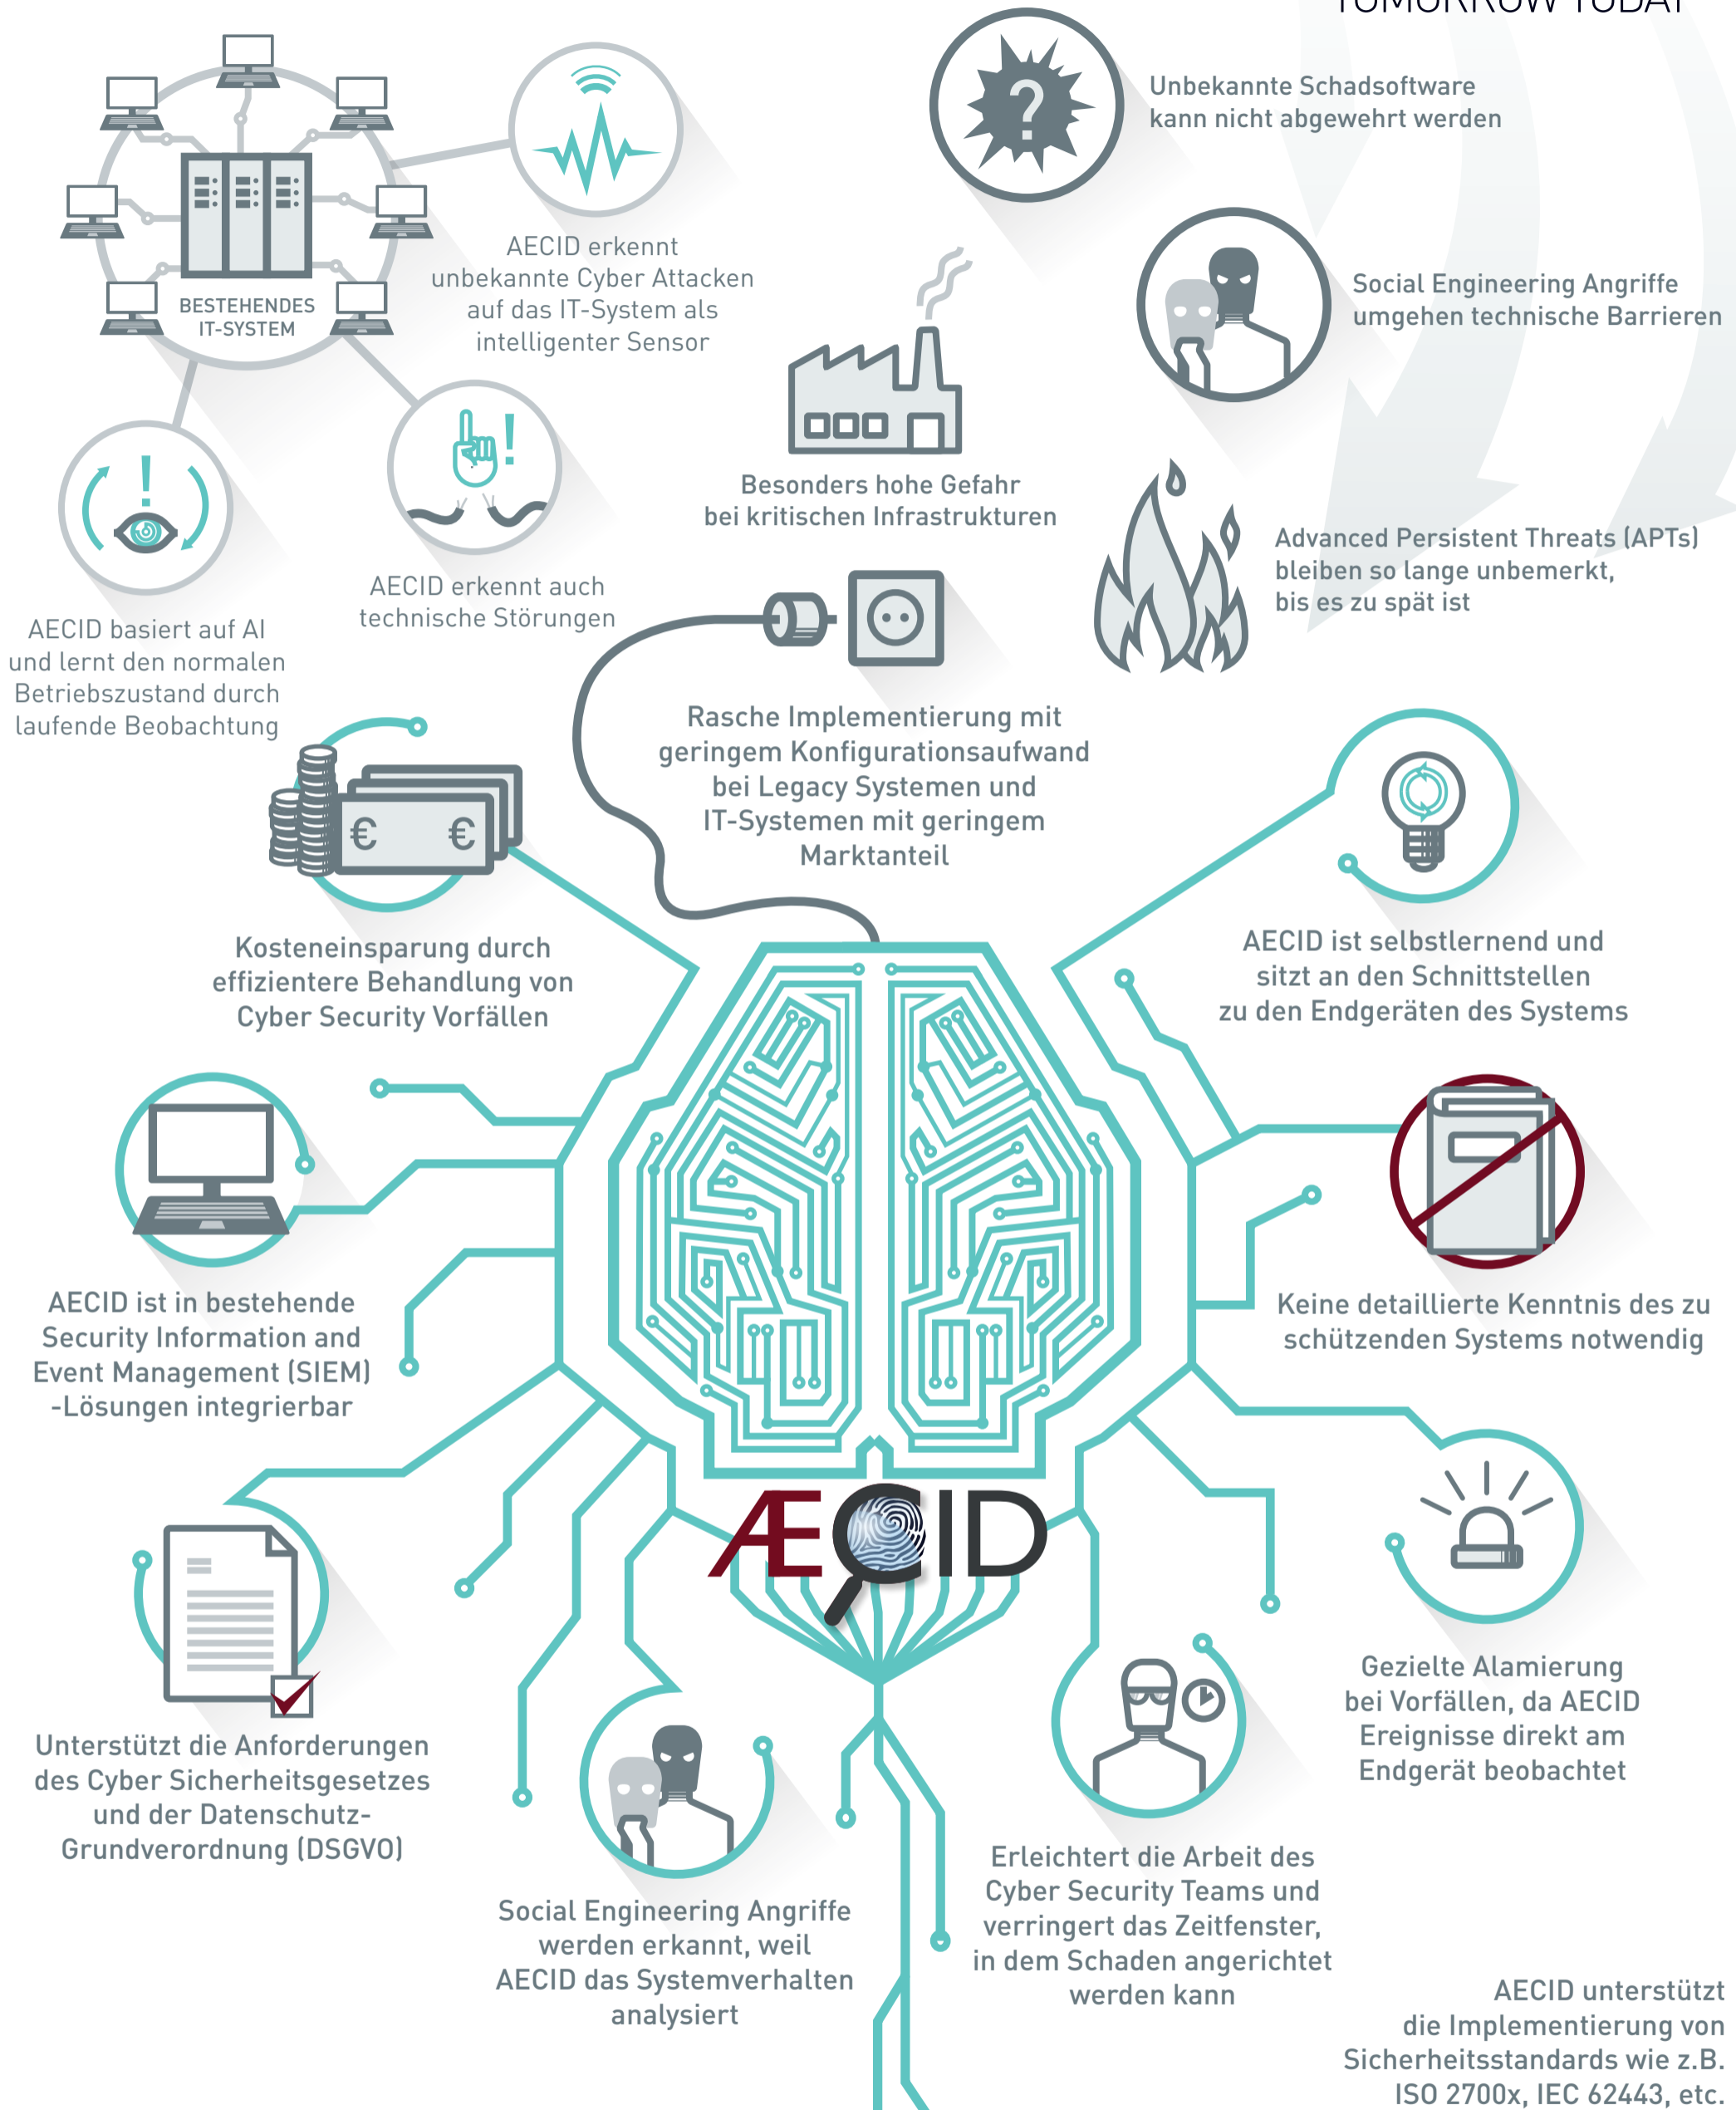 TOMORROW TODAY
BESTEHENDES
IT-SYSTEM
AECID erkennt
unbekannte Cyber Attacken
auf das IT-System als
intelligenter Sensor
Unbekannte Schadsoftware
kann nicht abgewehrt werden
?
Social Engineering Angriffe
umgehen technische Barrieren
!
!
AECID erkennt auch
technische Störungen
AECID basiert auf AI
und lernt den normalen
Betriebszustand durch
laufende Beobachtung
Besonders hohe Gefahr
bei kritischen Infrastrukturen
Advanced Persistent Threats (APTs)
bleiben so lange unbemerkt,
bis es zu spät ist
Rasche Implementierung mit
geringem Konfigurationsaufwand
bei Legacy Systemen und
IT-Systemen mit geringem
Marktanteil
€ €
Kosteneinsparung durch
effizientere Behandlung von
Cyber Security Vorfällen
AECID ist selbstlernend und
sitzt an den Schnittstellen
zu den Endgeräten des Systems
AECID ist in bestehende
Security Information and
Event Management (SIEM)
-Lösungen integrierbar
Keine detaillierte Kenntnis des zu
schützenden Systems notwendig
ÆCID
Unterstützt die Anforderungen
des Cyber Sicherheitsgesetzes
und der Datenschutz-
Grundverordnung (DSGVO)
Gezielte Alamierung
bei Vorfällen, da AECID
Ereignisse direkt am
Endgerät beobachtet
Social Engineering Angriffe
werden erkannt, weil
AECID das Systemverhalten
analysiert
Erleichtert die Arbeit des
Cyber Security Teams und
verringert das Zeitfenster,
in dem Schaden angerichtet
werden kann
AECID unterstützt
die Implementierung von
Sicherheitsstandards wie z.B.
ISO 2700x, IEC 62443, etc.